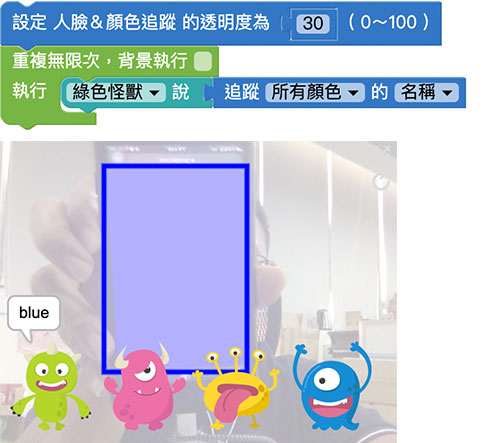 設定 人臉＆顏色追蹤 的透明度為 30 （0～100）
重複無限次，背景執行
執行 綠色怪獸 說 追蹤 所有顏色 的 名稱
blue